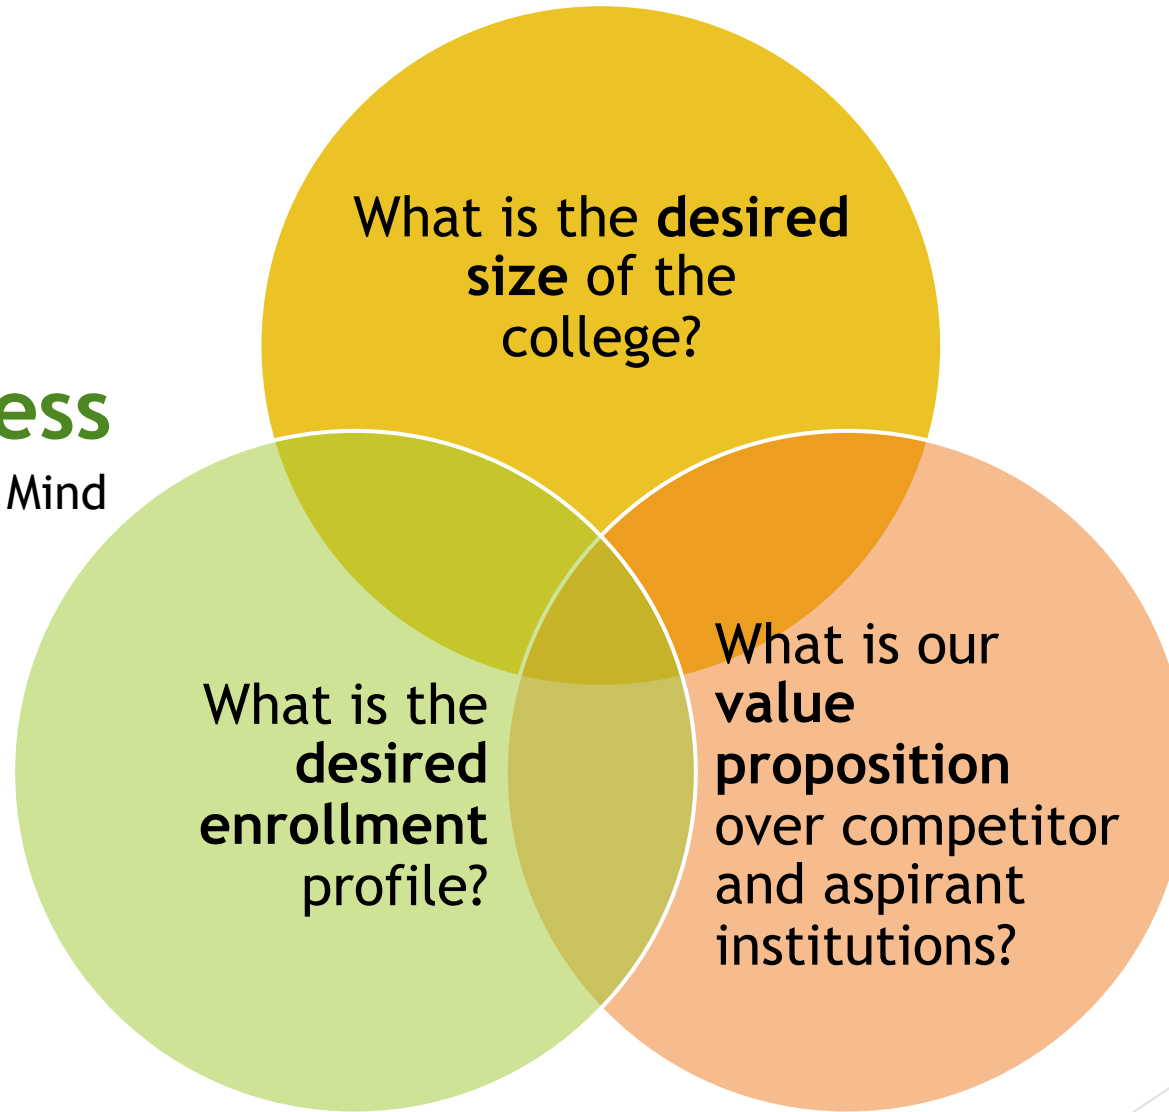 What is the desired
size of the
college?
ess
Mind
What is the
desired
enrollment
profile?
What is our
value
proposition
over competitor
and aspirant
institutions?